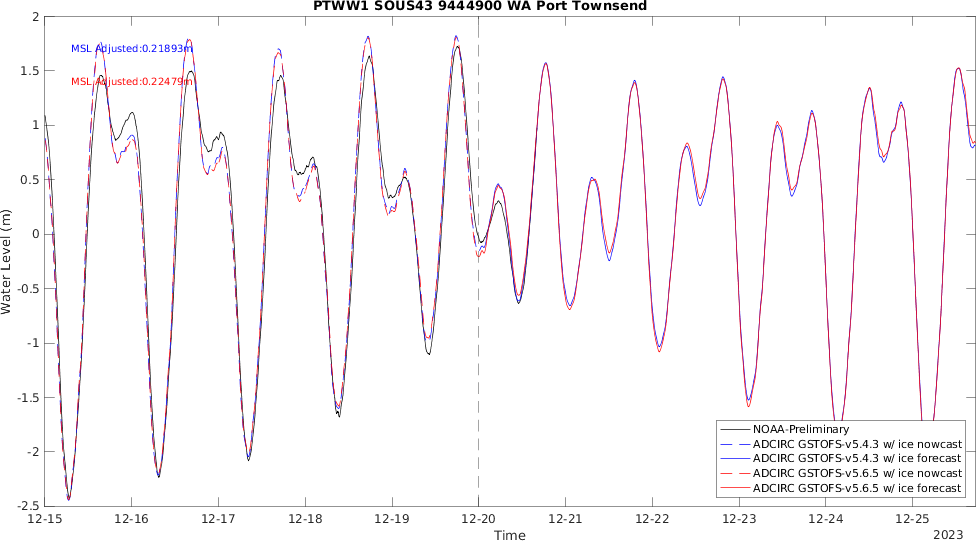 PTWW1 SOUS43 9444900 WA Port Townsend
MSL Adjusted:0.21893m
MSL Adjusted:0.22479m
Water Level (m)
2
1.5
1
0.5
0
-0.5
-1
-1.5
-2
-2.5
NOAA-Preliminary
ADCIRC GSTOFS-v5.4.3 w/ ice nowcast
ADCIRC GSTOFS-v5.4.3 w/ ice forecast
ADCIRC GSTOFS-v5.6.5 w/ ice nowcast
ADCIRC GSTOFS-v5.6.5 w/ ice forecast
12-15 12-16 12-17 12-18 12-19 12-20 12-21 12-22 12-23 12-24 12-25
Time
2023